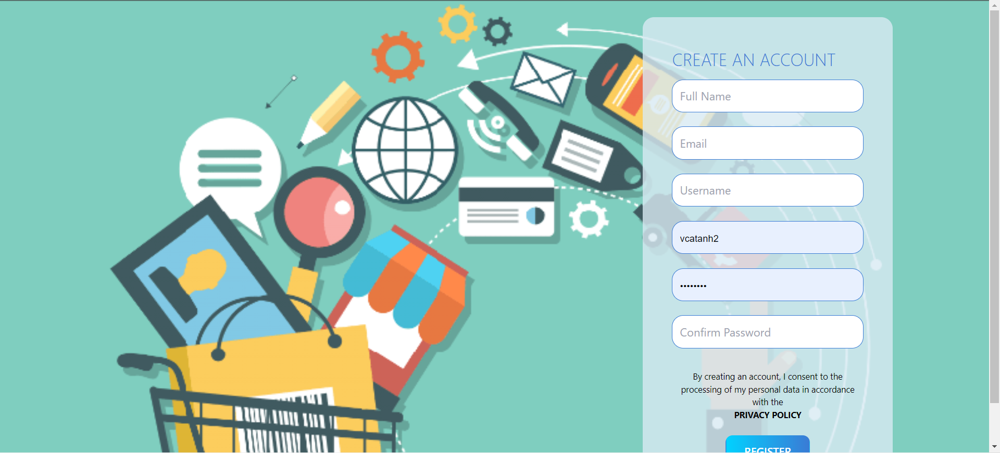 CREATE AN ACCOUNT
Full Name
Email
Username
vcatanh2
••••••••
Confirm Password
By creating an account, I consent to the
processing of my personal data in accordance
with the
PRIVACY POLICY
REGISTER